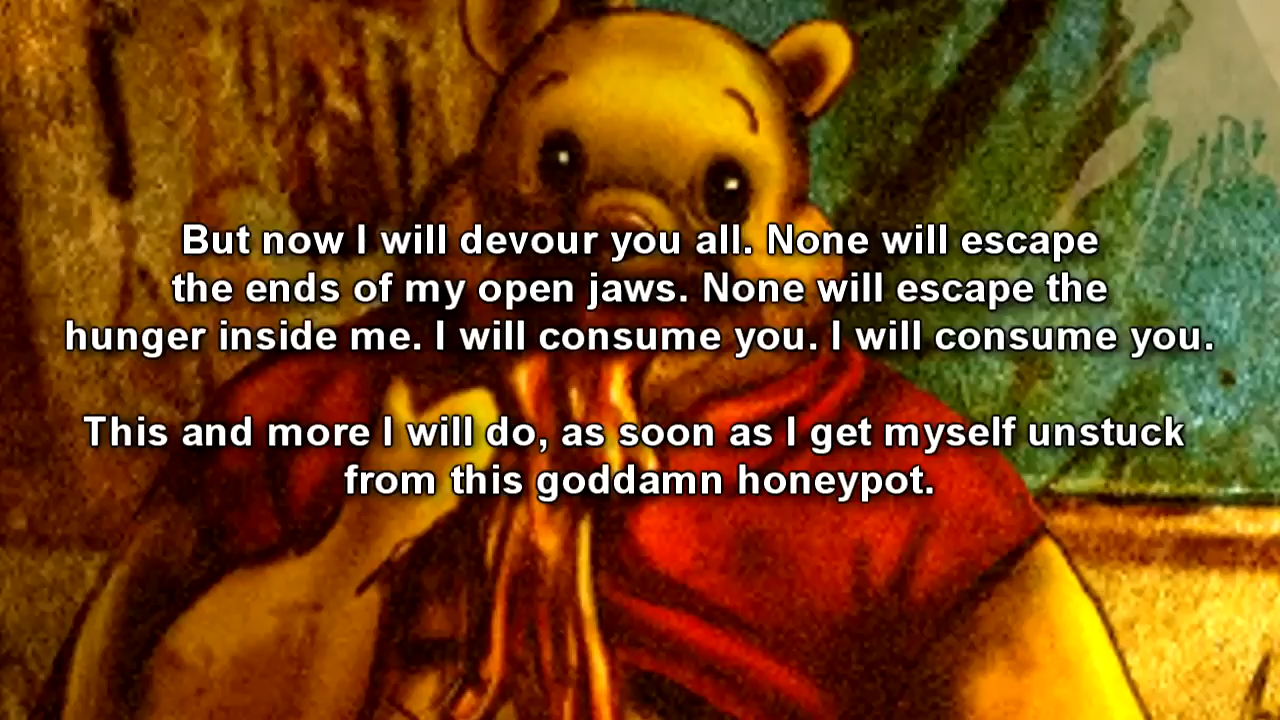 But now I will devour you all. None will escape
the ends of my open jaws. None will escape the
hunger inside me. I will consume you. I will consume you.
This and more I will do, as soon as I get myself unstuck
from this goddamn honeypot.